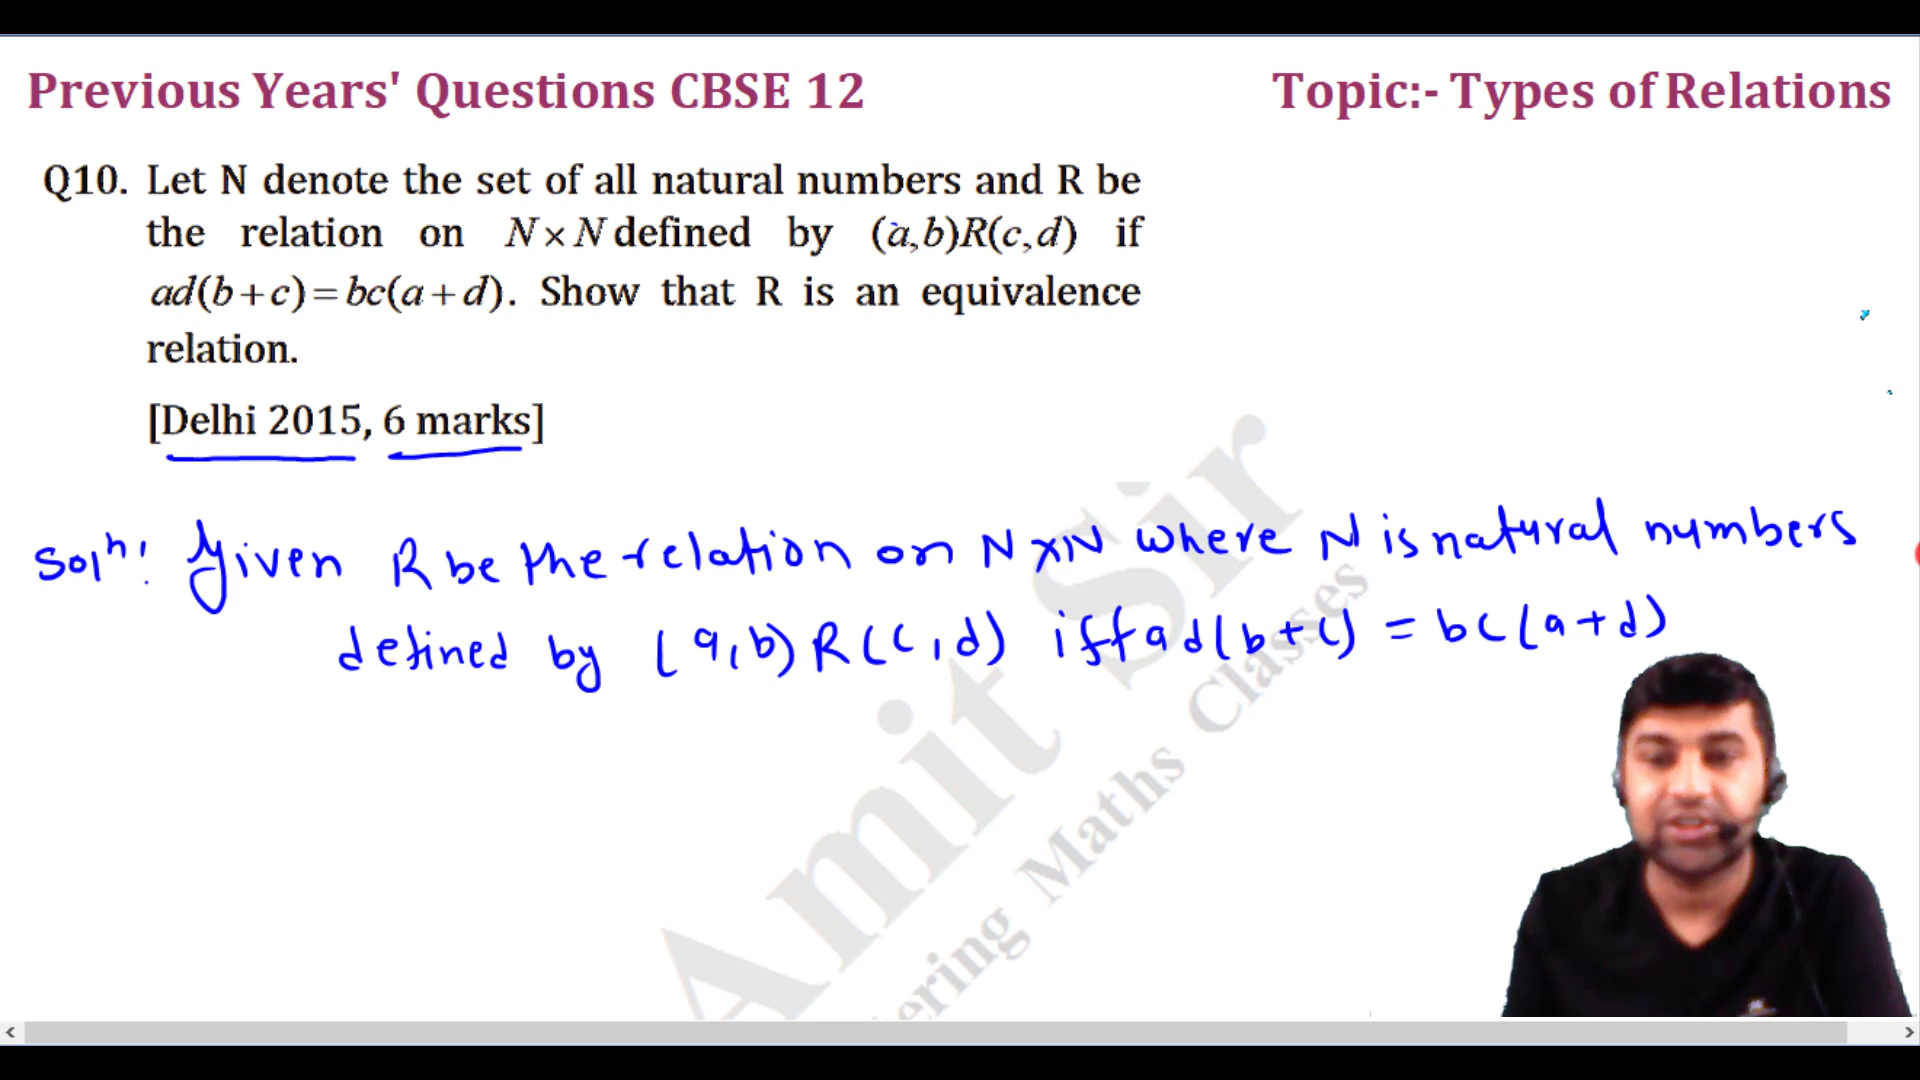 Previous Years' Questions CBSE 12 Topic:- Types of Relations
Q10. Let N denote the set of all natural numbers and R be
the relation on N×N defined by (a,b)R(c,d) if
ad(b+c)=bc(a+d). Show that R is an equivalence
relation.
[Delhi 2015, 6 marks]
Solⁿ: Given R be the relation on N×N where N is natural numbers
defined by (a,b)R(c,d) iff ad(b+c) = bc(a+d)
Amit Sir
ering Maths Classes